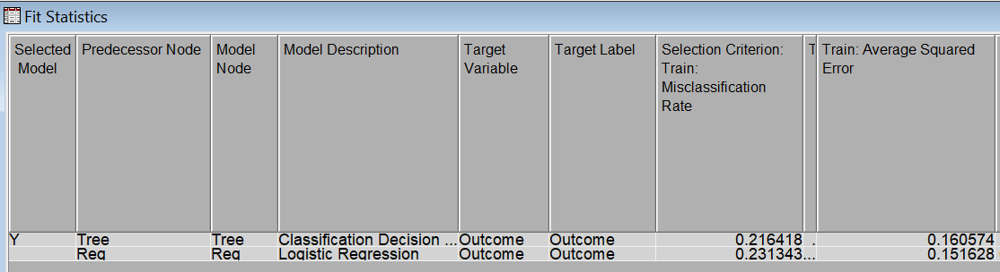 Fit Statistics
Selected Model Predecessor Node Model Node Model Description Target Variable Target Label Selection Criterion: Train: Misclassification Rate T Train: Average Squared Error
Y Tree Tree Classification Decision ... Outcome Outcome 0.216418 . 0.160574
Reg Reg Logistic Regression Outcome Outcome 0.231343 ... 0.151628